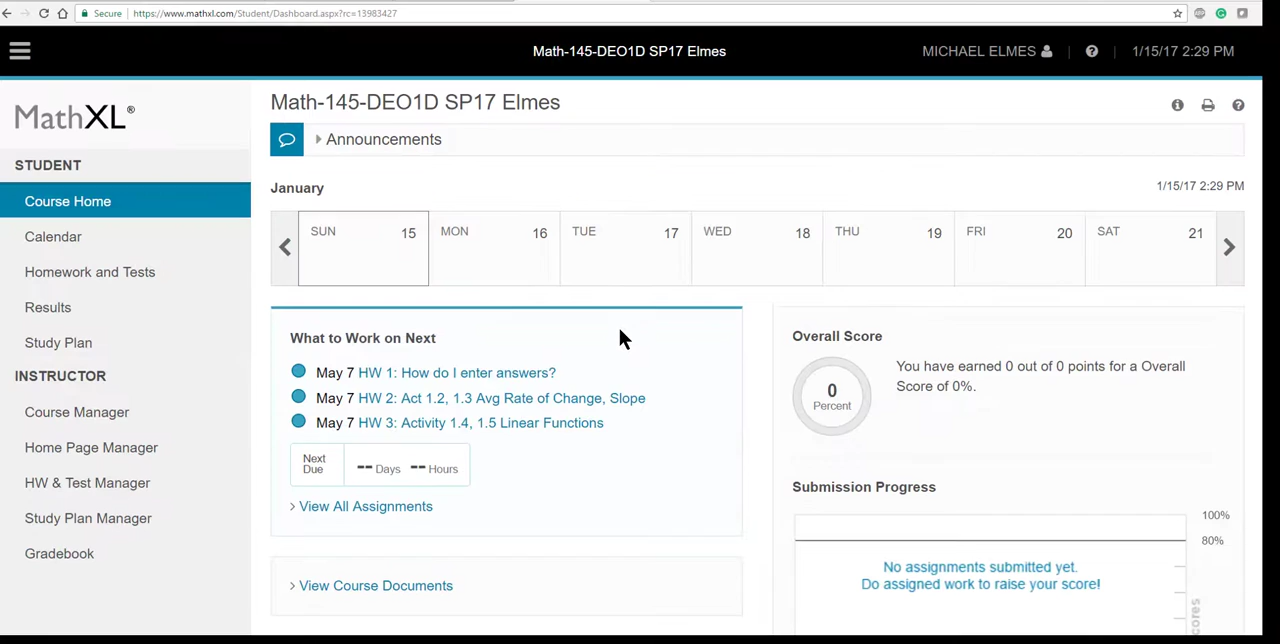 Secure https://www.mathxl.com/Student/Dashboard.aspx?rc=13983427
Math-145-DEO1D SP17 Elmes
MICHAEL ELMES
1/15/17 2:29 PM
MathXL®
STUDENT
Course Home
Calendar
Homework and Tests
Results
Study Plan
INSTRUCTOR
Course Manager
Home Page Manager
HW & Test Manager
Study Plan Manager
Gradebook
Math-145-DEO1D SP17 Elmes
Announcements
January
1/15/17 2:29 PM
SUN 15
MON 16
TUE 17
WED 18
THU 19
FRI 20
SAT 21
What to Work on Next
May 7 HW 1: How do I enter answers?
May 7 HW 2: Act 1.2, 1.3 Avg Rate of Change, Slope
May 7 HW 3: Activity 1.4, 1.5 Linear Functions
Next
Due
-- Days -- Hours
> View All Assignments
> View Course Documents
Overall Score
0
Percent
You have earned 0 out of 0 points for a Overall
Score of 0%.
Submission Progress
100%
80%
No assignments submitted yet.
Do assigned work to raise your score!